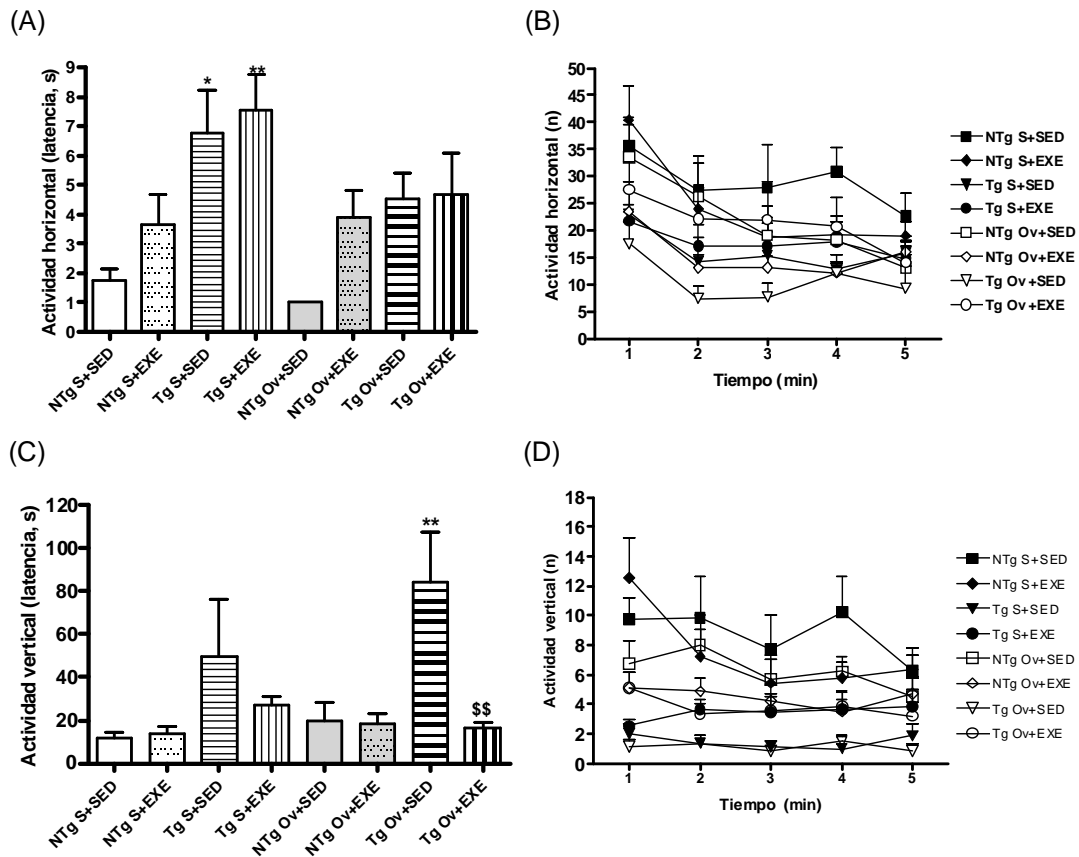 (A)
Actividad horizontal (latencia, s)
9
8
7
6
5
4
3
2
1
0
*
**
NTg S+SED
NTg S+EXE
Tg S+SED
Tg S+EXE
NTg Ov+SED
NTg Ov+EXE
Tg Ov+SED
Tg Ov+EXE
(B)
Actividad horizontal (n)
50
45
40
35
30
25
20
15
10
5
0
1 2 3 4 5
Tiempo (min)
NTg S+SED
NTg S+EXE
Tg S+SED
Tg S+EXE
NTg Ov+SED
NTg Ov+EXE
Tg Ov+SED
Tg Ov+EXE
(C)
Actividad vertical (latencia, s)
120
100
80
60
40
20
0
**
$$
NTg S+SED
NTg S+EXE
Tg S+SED
Tg S+EXE
NTg Ov+SED
NTg Ov+EXE
Tg Ov+SED
Tg Ov+EXE
(D)
Actividad vertical (n)
18
16
14
12
10
8
6
4
2
0
1 2 3 4 5
Tiempo (min)
NTg S+SED
NTg S+EXE
Tg S+SED
Tg S+EXE
NTg Ov+SED
NTg Ov+EXE
Tg Ov+SED
Tg Ov+EXE